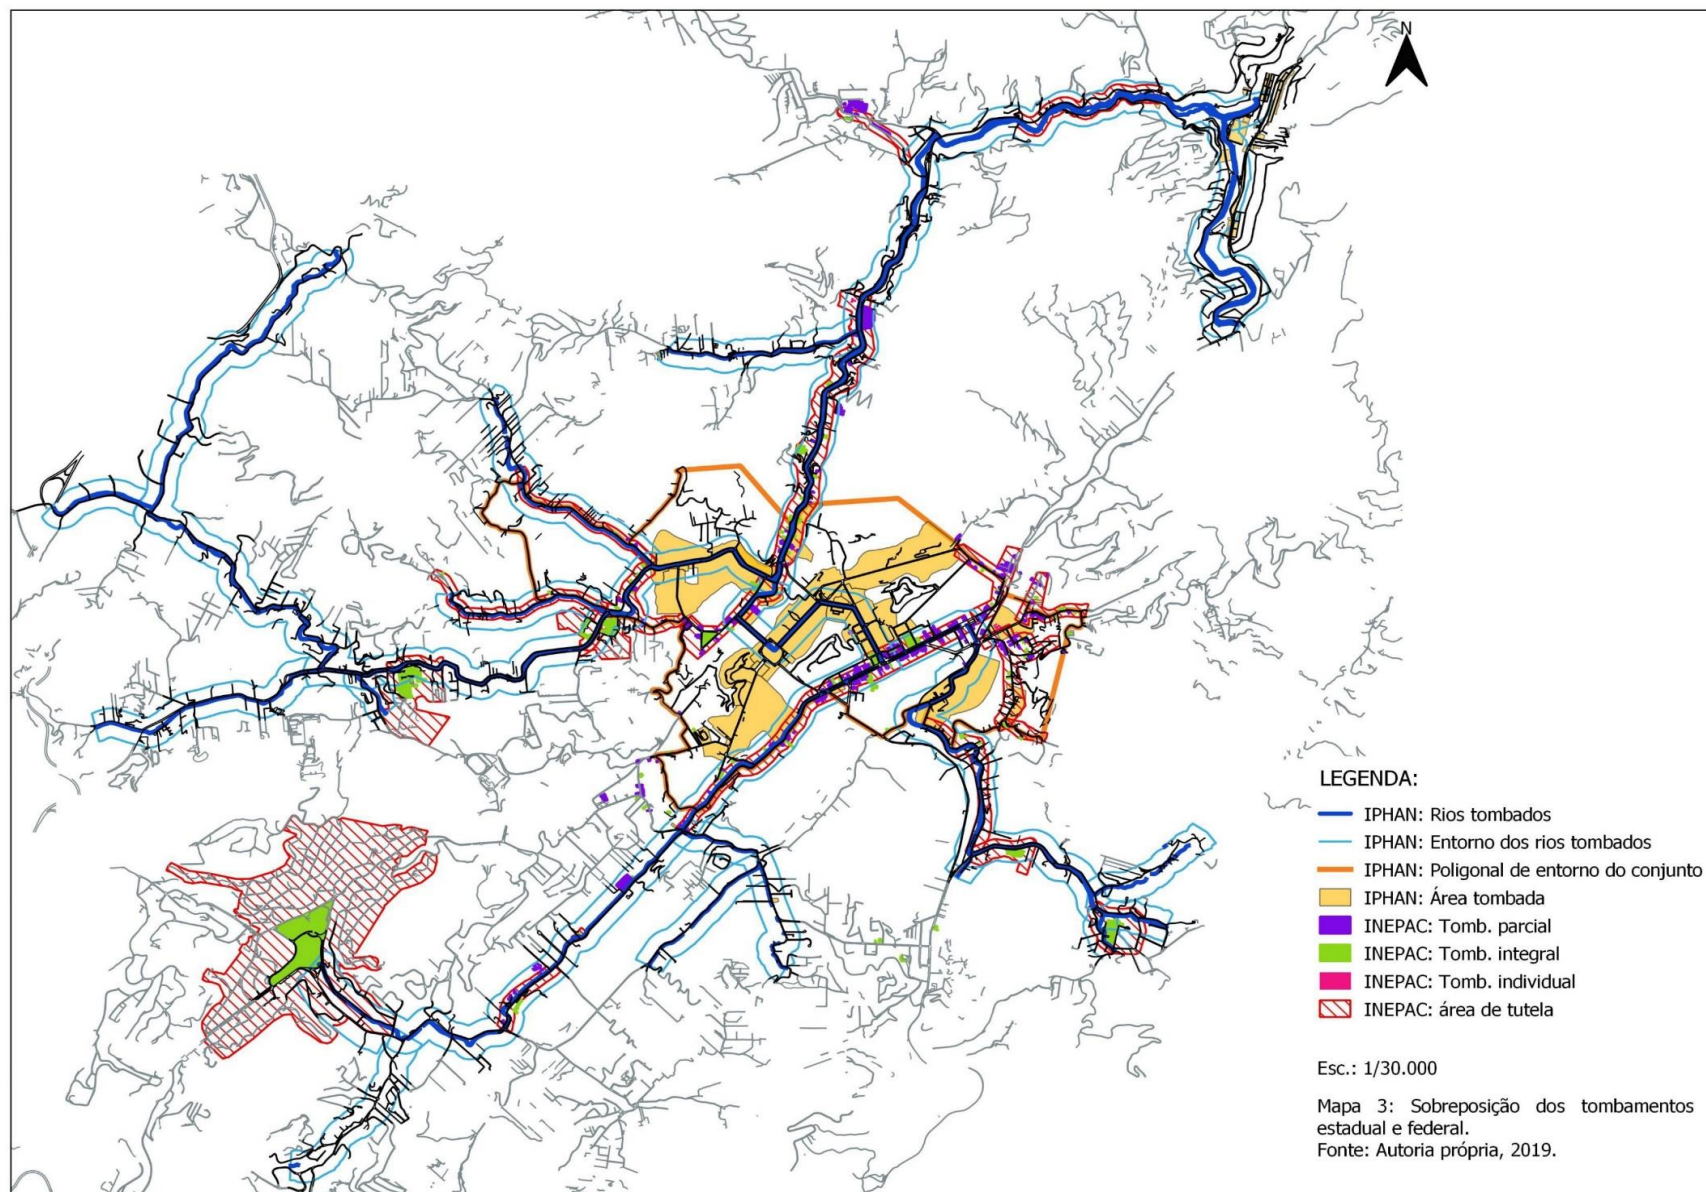 N
LEGENDA:
IPHAN: Rios tombados
IPHAN: Entorno dos rios tombados
IPHAN: Poligonal de entorno do conjunto
IPHAN: Área tombada
INEPAC: Tomb. parcial
INEPAC: Tomb. integral
INEPAC: Tomb. individual
INEPAC: área de tutela
Esc.: 1/30.000
Mapa 3: Sobreposição dos tombamentos
estadual e federal.
Fonte: Autoria própria, 2019.